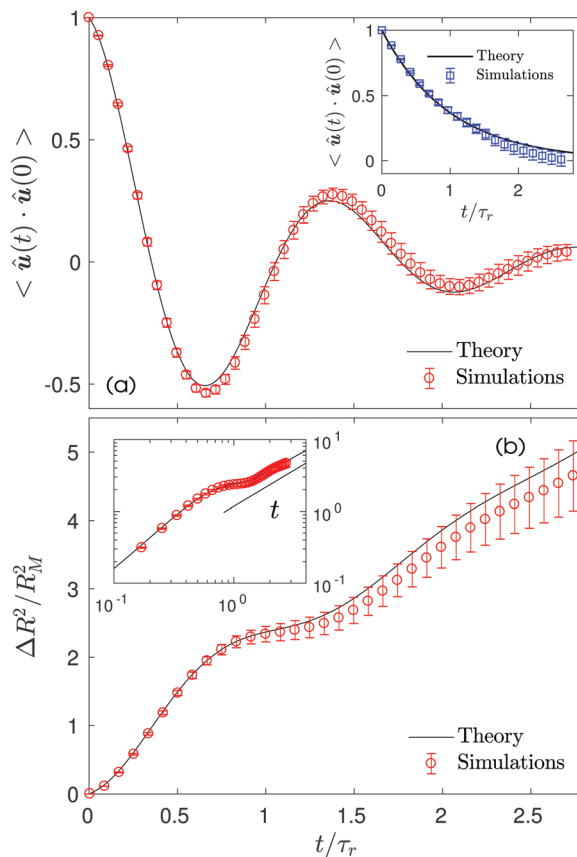 1
0.5
0
-0.5
< û(t) · û(0) >
(a)
Theory
Simulations
1
0.5
0
< û(t) · û(0) >
0
1
2
t/τr
Theory
Simulations
5
4
3
2
1
0
ΔR²/R²M
(b)
10¹
10⁰
10⁻¹
10⁻¹
10⁰
t
Theory
Simulations
0
0.5
1
1.5
2
2.5
t/τr